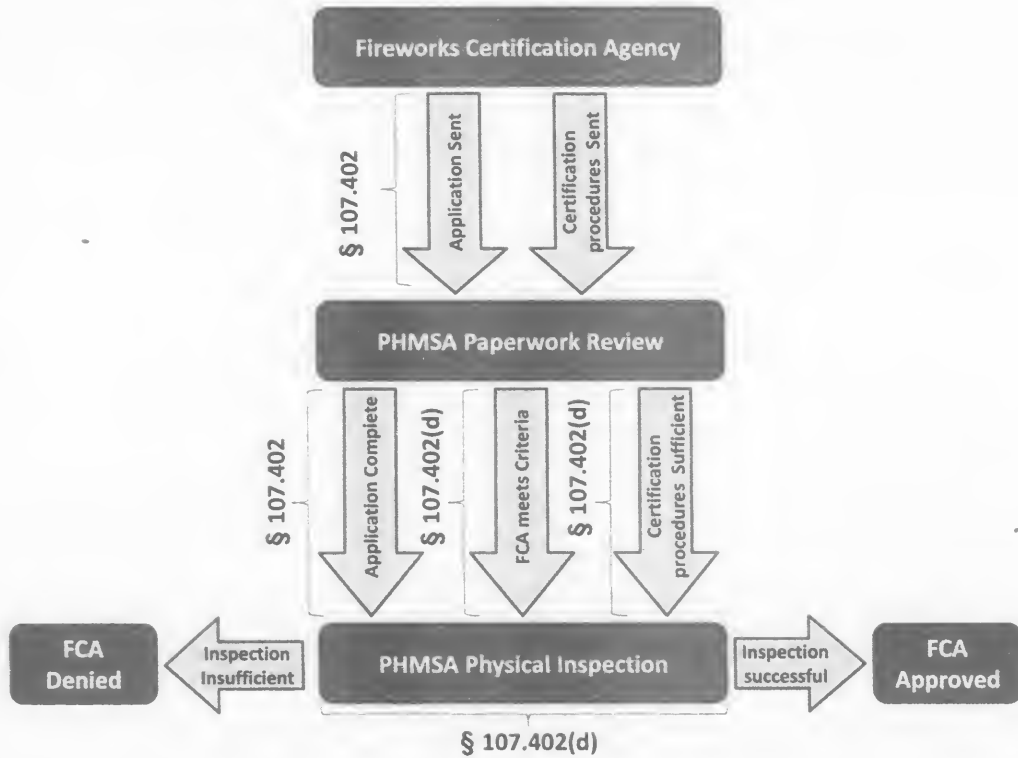 Fireworks Certification Agency
§ 107.402
Application Sent
Certification
procedures Sent
PHMSA Paperwork Review
§ 107.402
Application Complete
§ 107.402(d)
FCA meets Criteria
§ 107.402(d)
Certification
procedures Sufficient
FCA
Denied
Inspection
Insufficient
PHMSA Physical Inspection
Inspection
successful
FCA
Approved
§ 107.402(d)